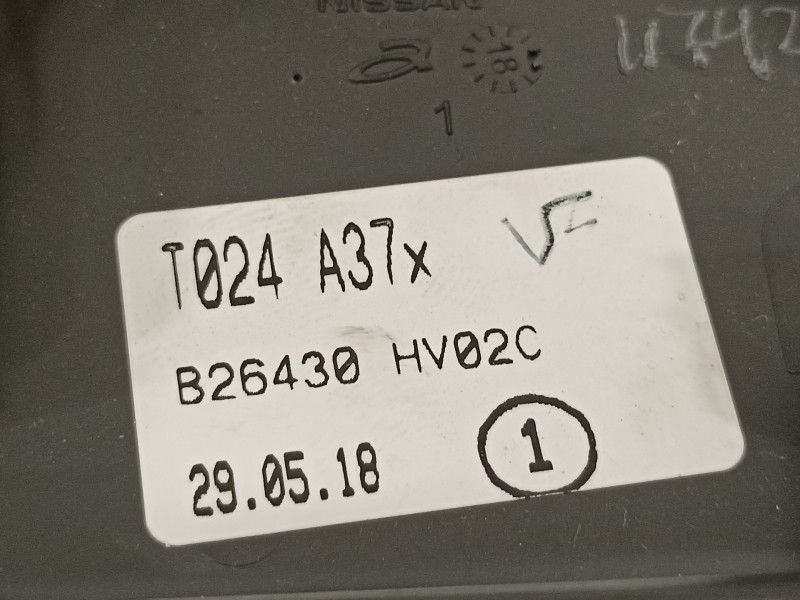 NISSAN
18
1
T024 A37x
B26430 HV02C
29.05.18 1